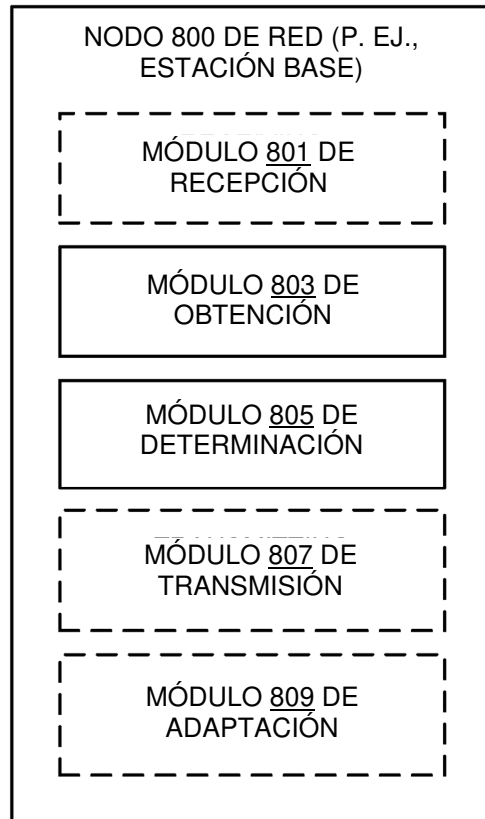 NODO 800 DE RED (P. EJ.,
ESTACIÓN BASE)
MÓDULO 801 DE
RECEPCIÓN
MÓDULO 803 DE
OBTENCIÓN
MÓDULO 805 DE
DETERMINACIÓN
MÓDULO 807 DE
TRANSMISIÓN
MÓDULO 809 DE
ADAPTACIÓN